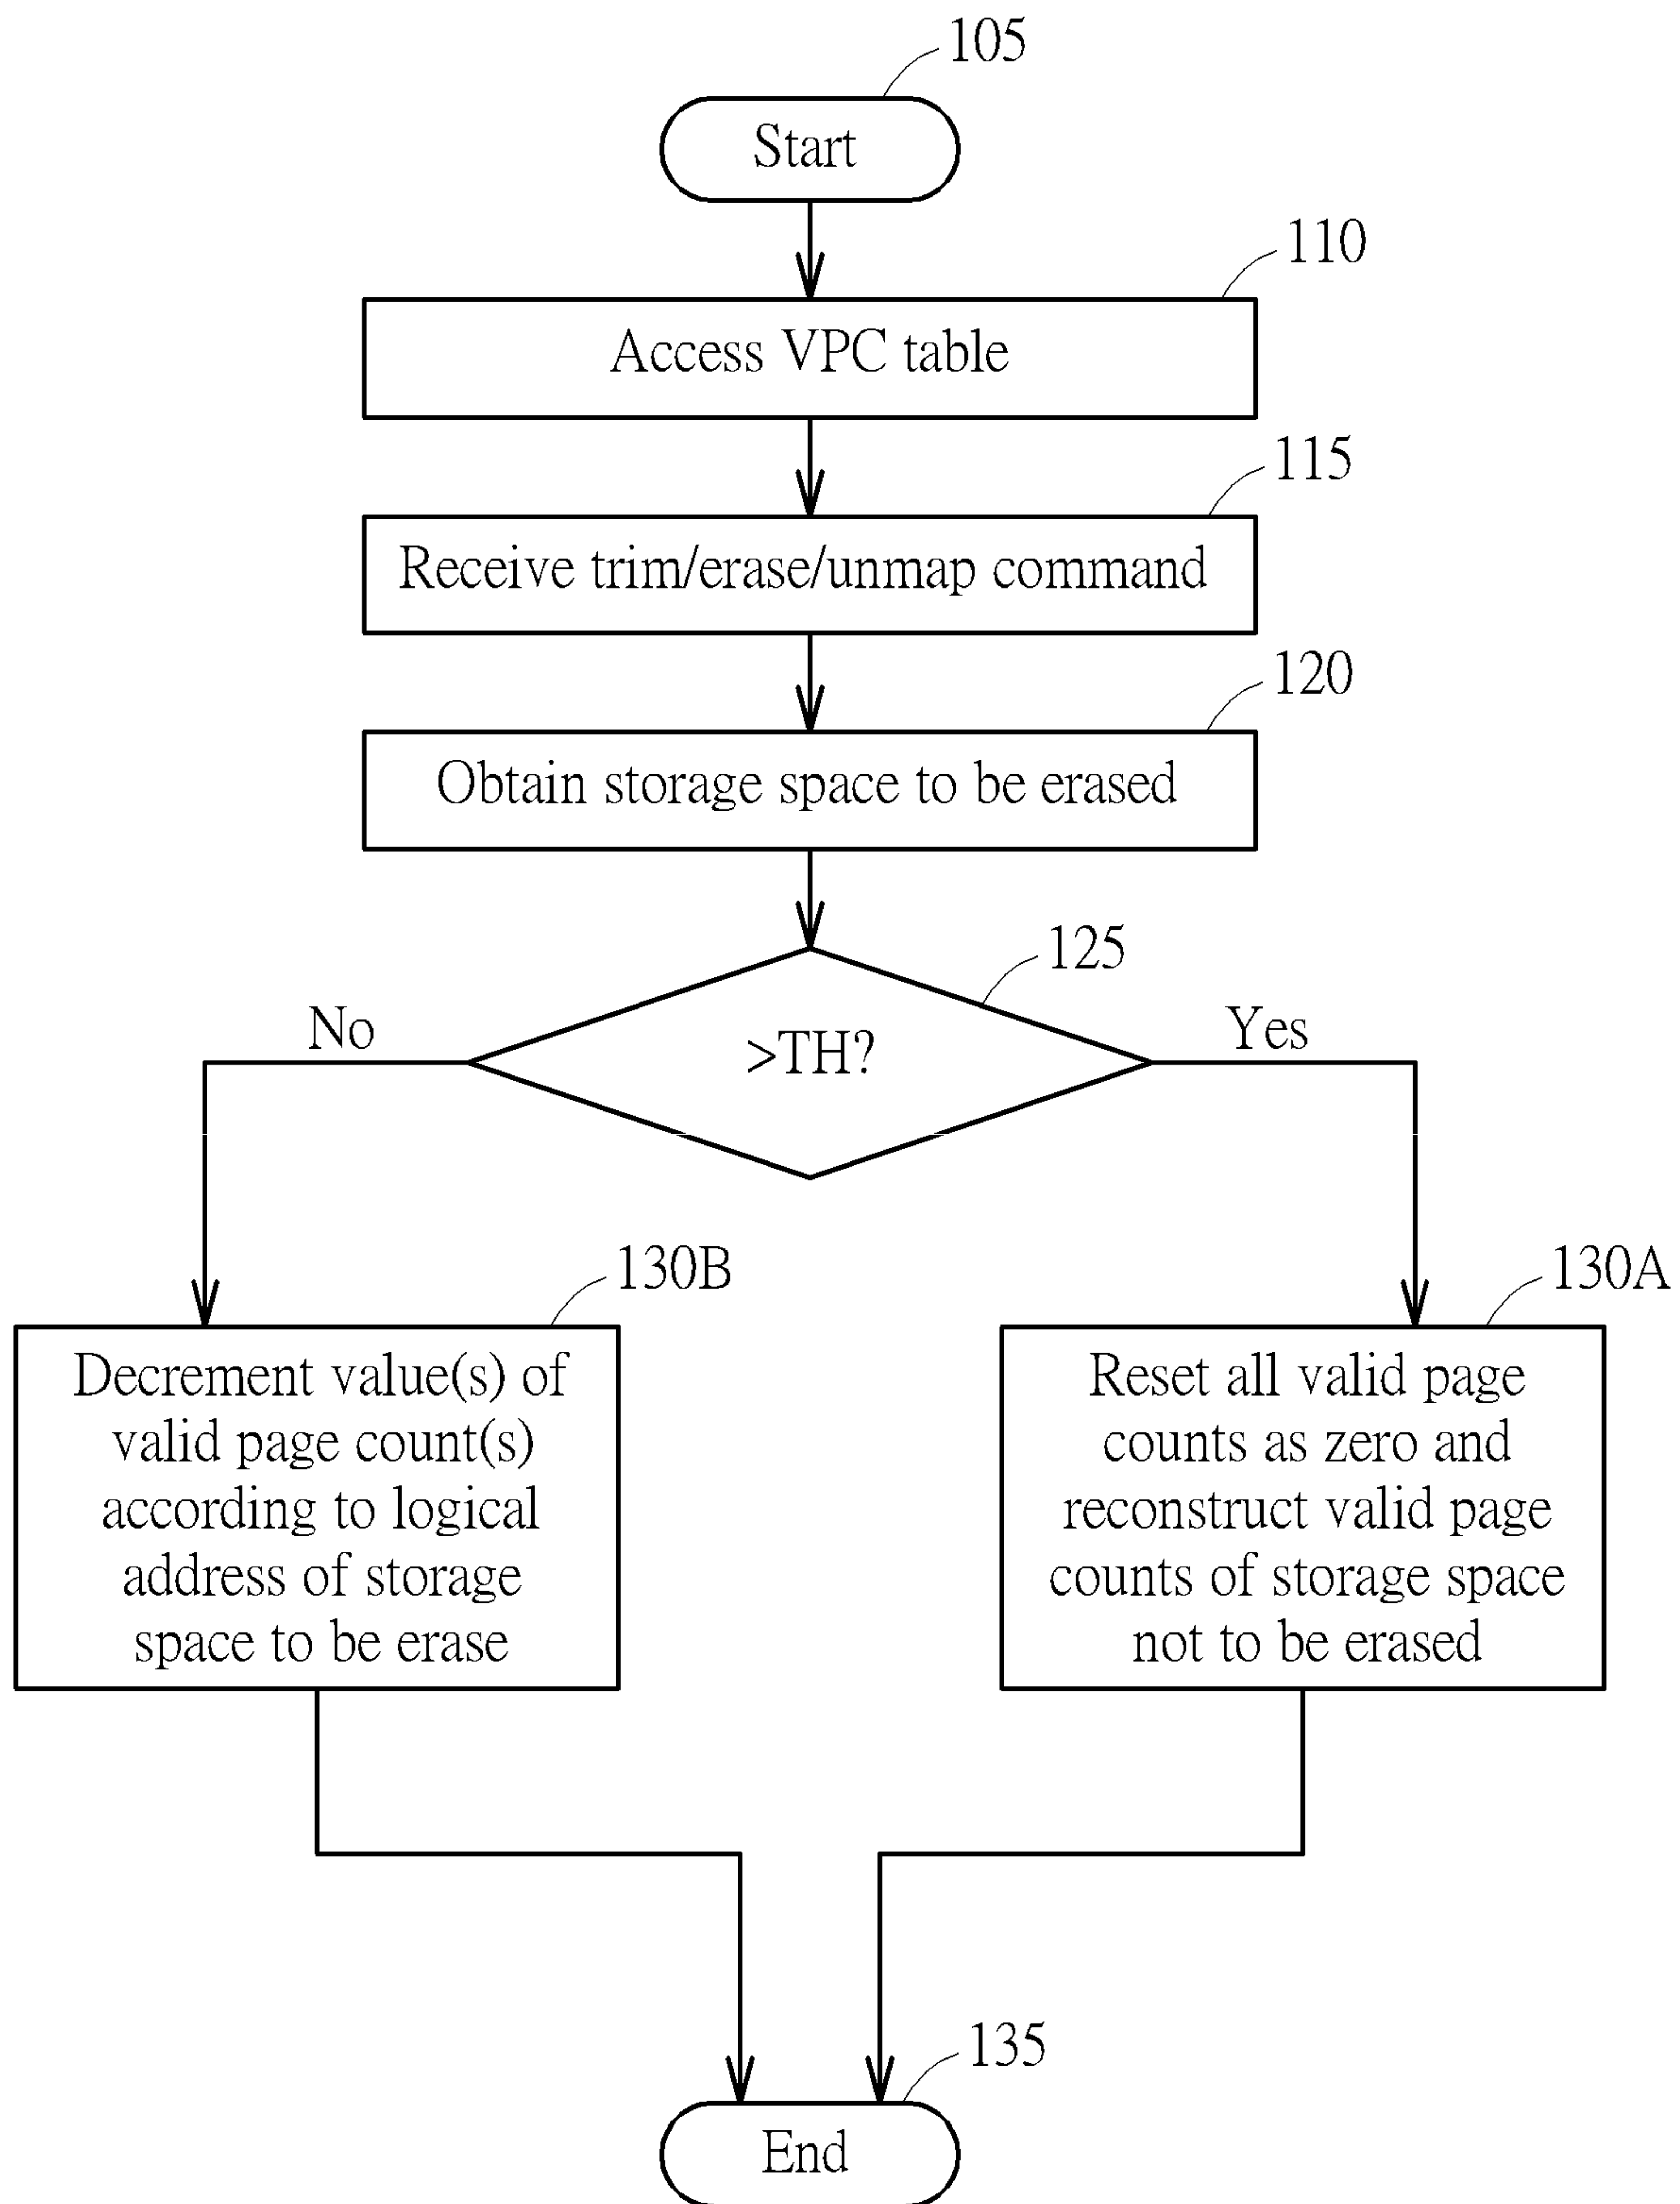 105
Start
110
Access VPC table
115
Receive trim/erase/unmap command
120
Obtain storage space to be erased
125
>TH?
No
Yes
130B
Decrement value(s) of
valid page count(s)
according to logical
address of storage
space to be erase
130A
Reset all valid page
counts as zero and
reconstruct valid page
counts of storage space
not to be erased
135
End